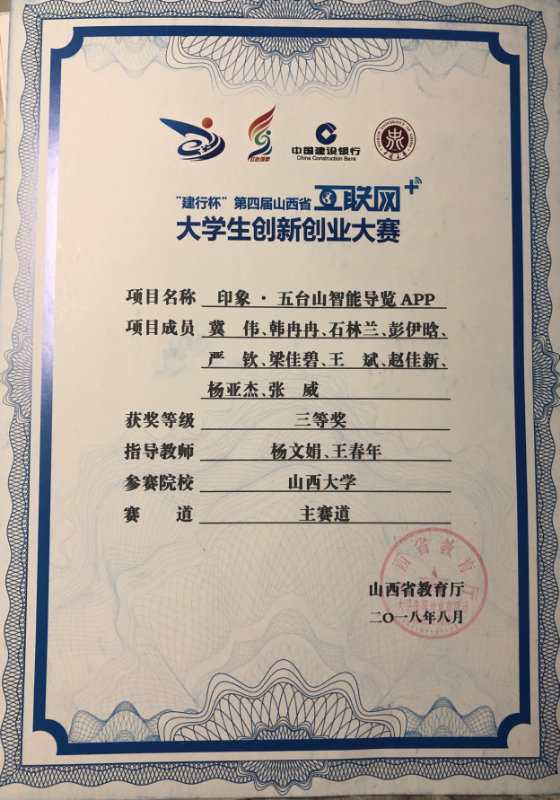 中国建设银行
China Construction Bank
“建行杯”第四届山西省互联网+
大学生创新创业大赛
项目名称 印象·五台山智能导览APP
项目成员 冀 伟、韩冉冉、石林兰、彭伊晗、
严 钦、梁佳碧、王 斌、赵佳新、
杨亚杰、张 威
获奖等级 三等奖
指导教师 杨文娟、王春年
参赛院校 山西大学
赛 道 主赛道
山西省教育厅
二〇一八年八月